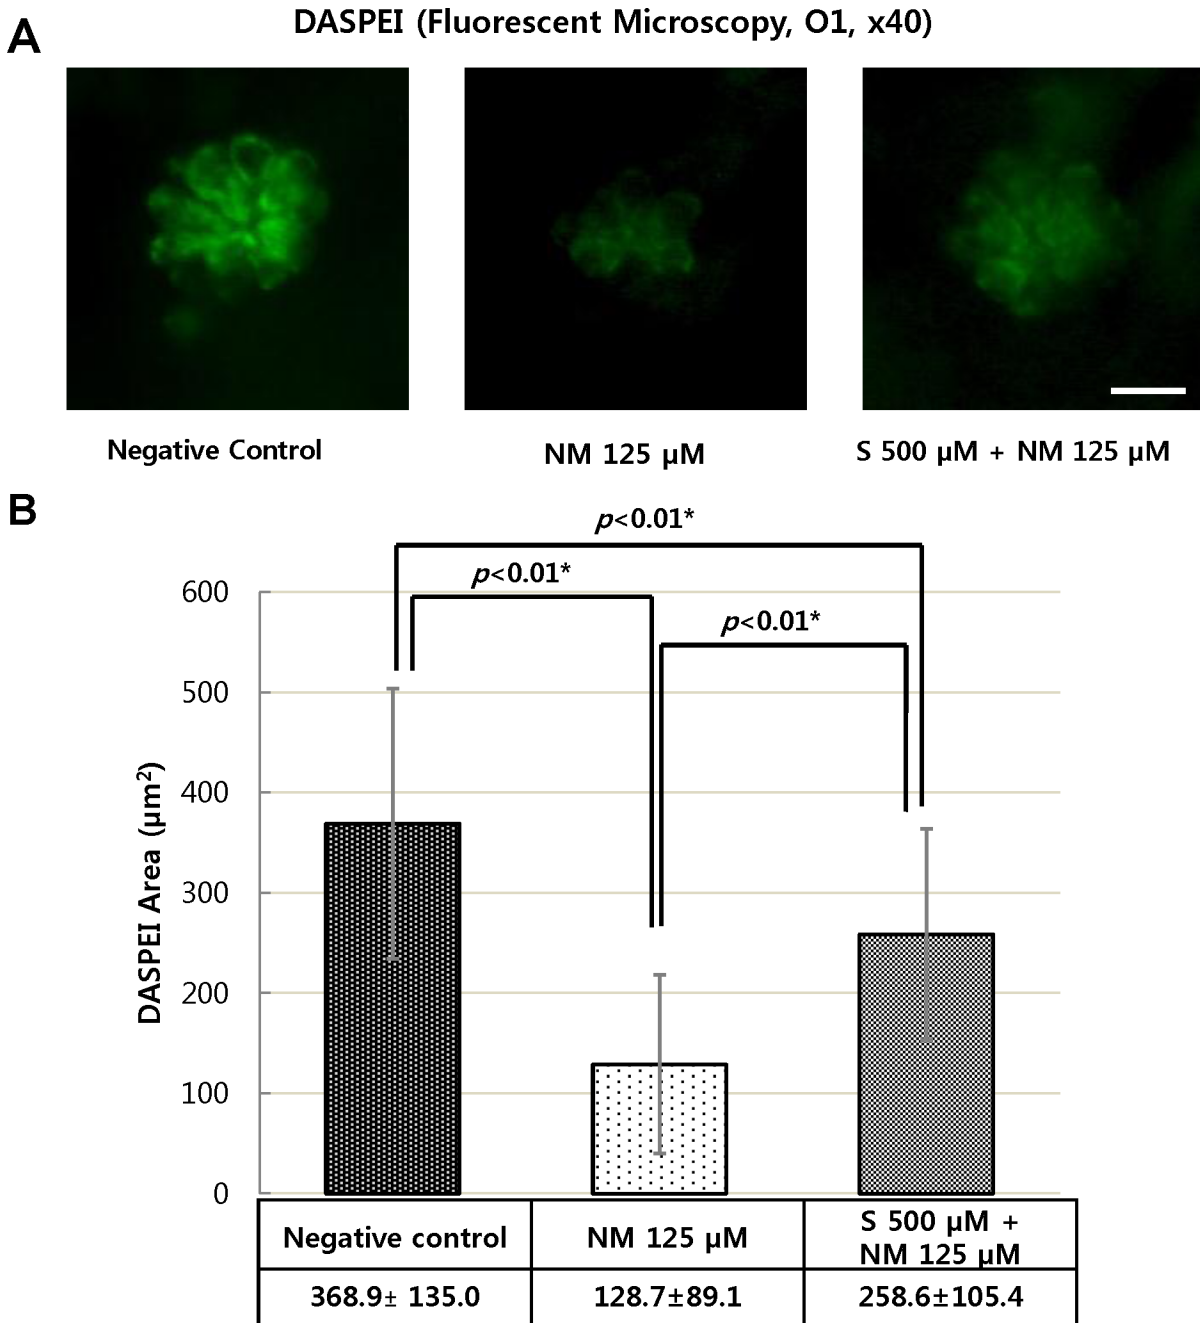 A
DASPEI (Fluorescent Microscopy, O1, x40)
Negative Control
NM 125 μM
S 500 μM + NM 125 μM
B
p<0.01*
p<0.01*
p<0.01*
DASPEI Area (μm²)
600
500
400
300
200
100
0
Negative control
NM 125 μM
S 500 μM +
NM 125 μM
368.9± 135.0
128.7±89.1
258.6±105.4